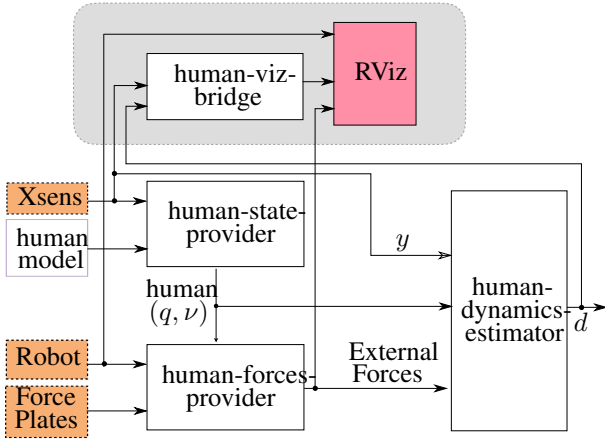 human-viz-
bridge
RViz
Xsens
human
model
human-state-
provider
y
human
(q, ν)
human-
dynamics-
estimator
d
Robot
Force
Plates
human-forces-
provider
External
Forces